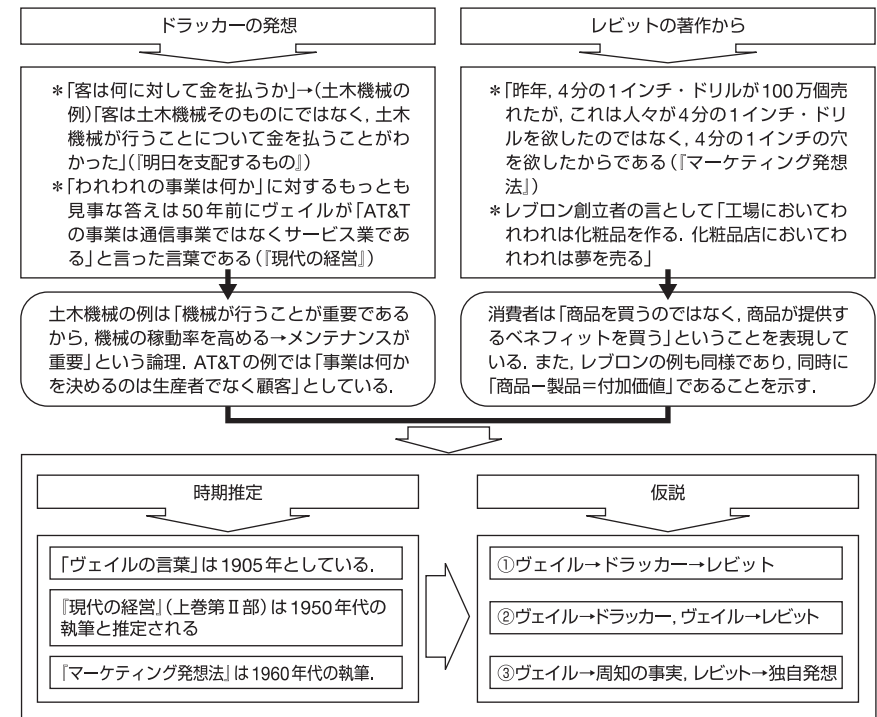 ドラッカーの発想
＊「客は何に対して金を払うか」→（土木機械の
例）「客は土木機械そのものにではなく，土木
機械が行うことについて金を払うことがわ
かった」（『明日を支配するもの』）
＊「われわれの事業は何か」に対するもっとも
見事な答えは50年前にヴェイルが「AT&T
の事業は通信事業ではなくサービス業であ
る」と言った言葉である（『現代の経営』）
土木機械の例は「機械が行うことが重要である
から，機械の稼動率を高める→メンテナンスが
重要」という論理．AT&Tの例では「事業は何か
を決めるのは生産者でなく顧客」としている．
レビットの著作から
＊「昨年，4分の1インチ・ドリルが100万個売
れたが，これは人々が4分の1インチ・ドリ
ルを欲したのではなく，4分の1インチの穴
を欲したからである（『マーケティング発想
法』）
＊レブロン創立者の言として「工場においてわ
れわれは化粧品を作る．化粧品店においてわ
れわれは夢を売る」
消費者は「商品を買うのではなく，商品が提供す
るベネフィットを買う」ということを表現して
いる．また，レブロンの例も同様であり，同時に
「商品−製品＝付加価値」であることを示す．
時期推定
「ヴェイルの言葉」は1905年としている．
『現代の経営』（上巻第Ⅱ部）は1950年代の
執筆と推定される
『マーケティング発想法』は1960年代の執筆．
仮説
①ヴェイル→ドラッカー→レビット
②ヴェイル→ドラッカー，ヴェイル→レビット
③ヴェイル→周知の事実，レビット→独自発想